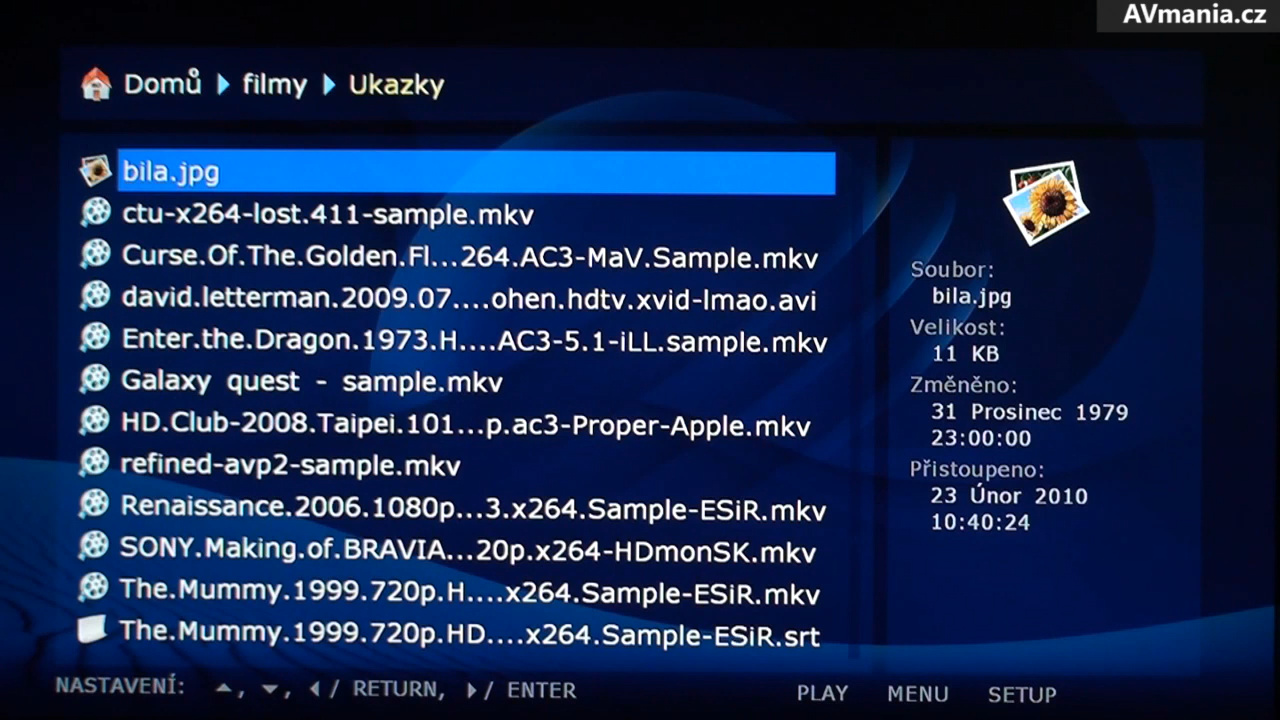 AVmania.cz
Domů filmy Ukazky
bila.jpg
ctu-x264-lost.411-sample.mkv
Curse.Of.The.Golden.Fl...264.AC3-MaV.Sample.mkv
david.letterman.2009.07....ohen.hdtv.xvid-lmao.avi
Enter.the.Dragon.1973.H....AC3-5.1-iLL.sample.mkv
Galaxy quest - sample.mkv
HD.Club-2008.Taipei.101...p.ac3-Proper-Apple.mkv
refined-avp2-sample.mkv
Renaissance.2006.1080p...3.x264.Sample-ESiR.mkv
SONY.Making.of.BRAVIA...20p.x264-HDmonSK.mkv
The.Mummy.1999.720p.H....x264.Sample-ESiR.mkv
The.Mummy.1999.720p.HD....x264.Sample-ESiR.srt
Soubor:
bila.jpg
Velikost:
11 KB
Změněno:
31 Prosinec 1979
23:00:00
Přistoupeno:
23 Únor 2010
10:40:24
NASTAVENÍ: ▲, ▼, ◀/ RETURN, ▶/ ENTER PLAY MENU SETUP